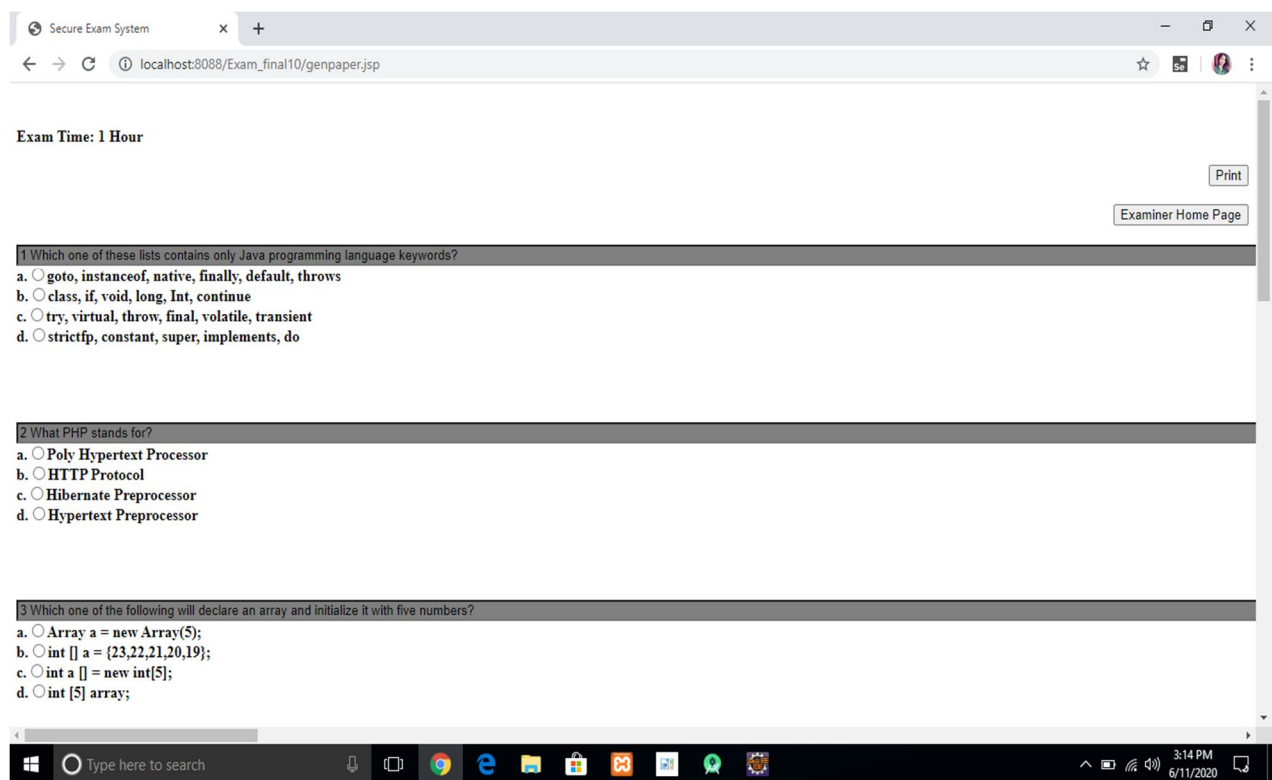 Secure Exam System
localhost:8088/Exam_final10/genpaper.jsp
Se
Exam Time: 1 Hour
Print
Examiner Home Page
1 Which one of these lists contains only Java programming language keywords?
a. goto, instanceof, native, finally, default, throws
b. class, if, void, long, Int, continue
c. try, virtual, throw, final, volatile, transient
d. strictfp, constant, super, implements, do
2 What PHP stands for?
a. Poly Hypertext Processor
b. HTTP Protocol
c. Hibernate Preprocessor
d. Hypertext Preprocessor
3 Which one of the following will declare an array and initialize it with five numbers?
a. Array a = new Array(5);
b. int [] a = {23,22,21,20,19};
c. int a [] = new int[5];
d. int [5] array;
Type here to search
3:14 PM
6/11/2020